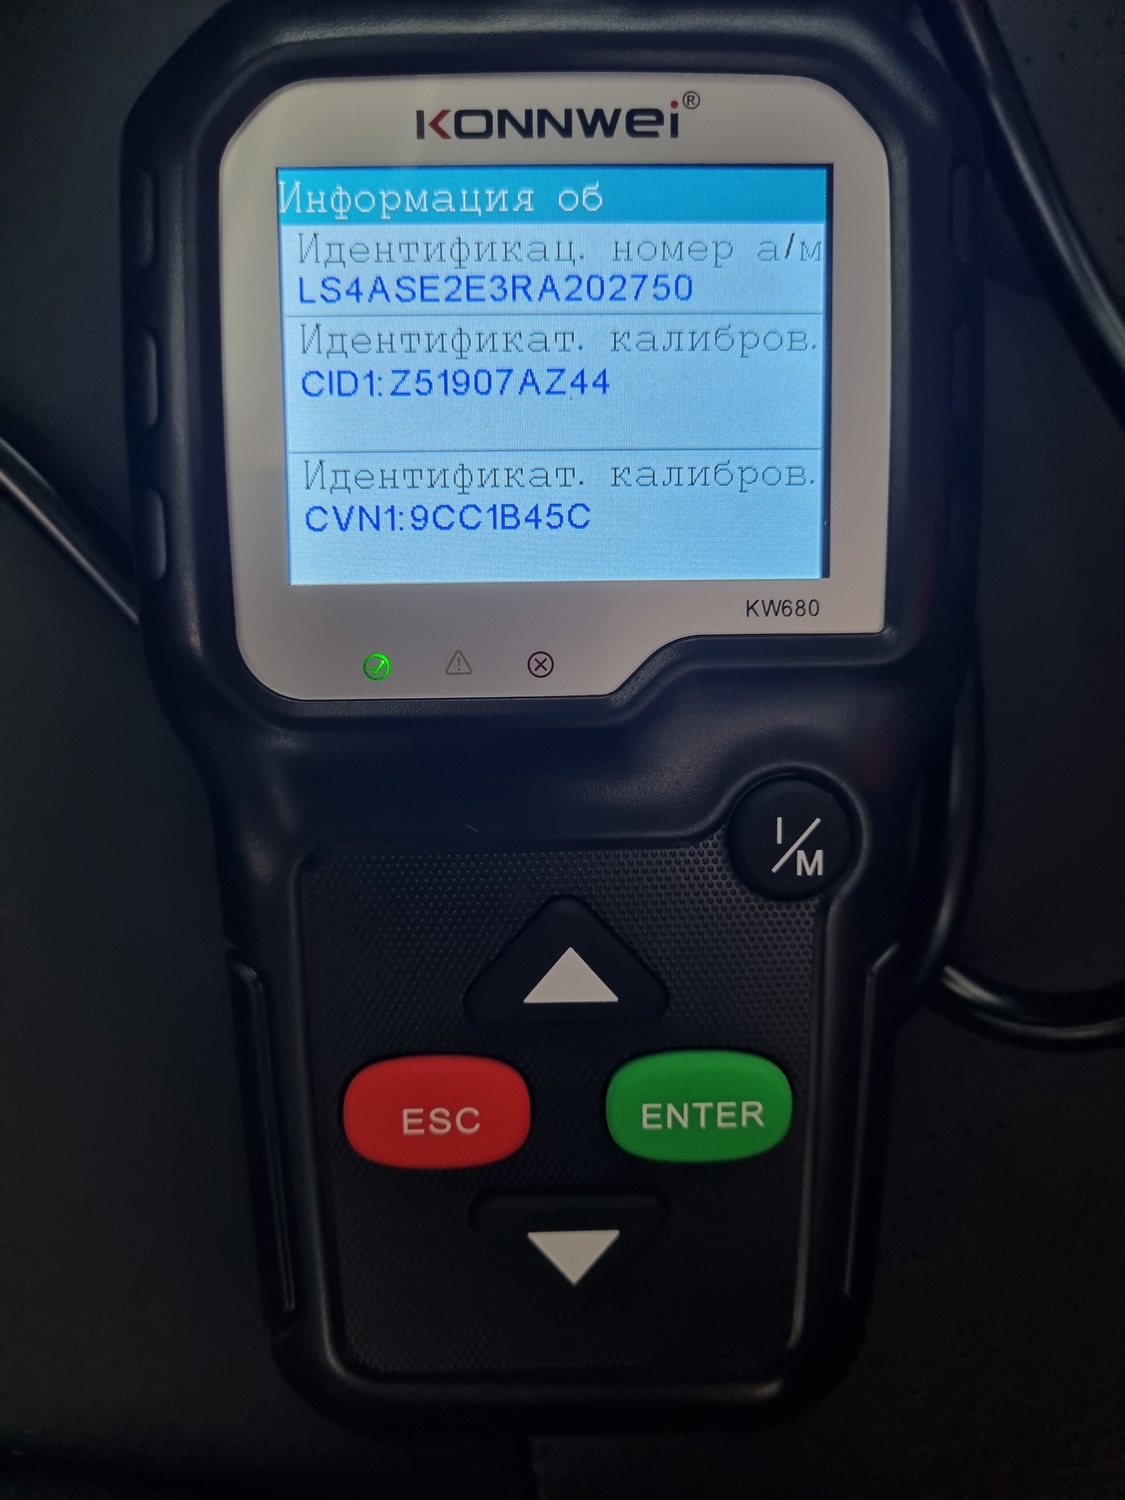 KONNWEI®
Информация об
Идентификац. номер а/м
LS4ASE2E3RA202750
Идентификат. калибров.
CID1:Z51907AZ44
Идентификат. калибров.
CVN1:9CC1B45C
KW680
I/M
ESC
ENTER